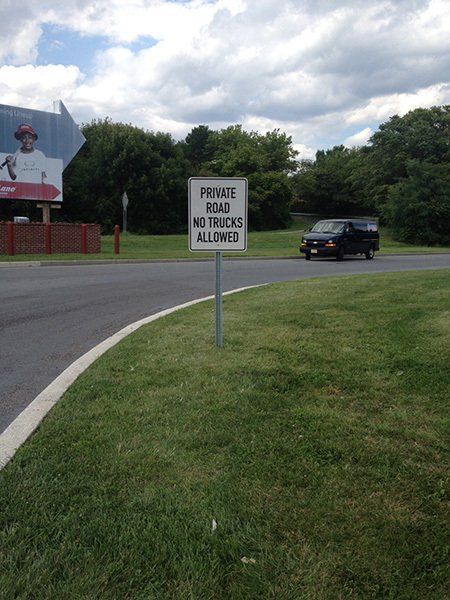 PRIVATE
ROAD
NO TRUCKS
ALLOWED